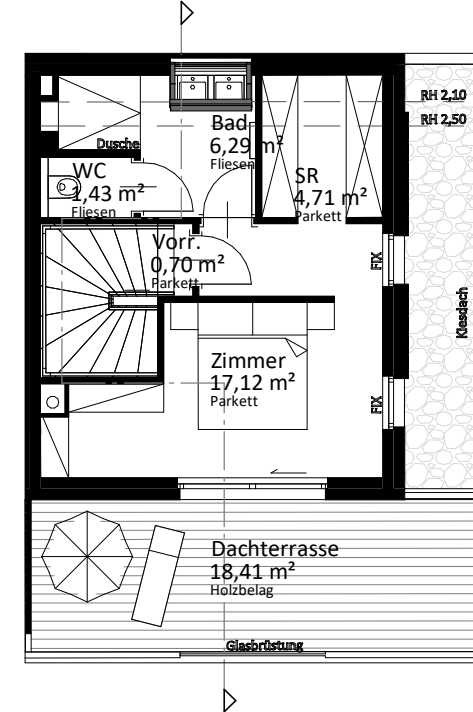 RH 2,10
RH 2,50
Bad
6,29 m²
Fliesen
Dusche
WC
1,43 m²
Fliesen
SR
4,71 m²
Parkett
Vorr.
0,70 m²
Parkett
FIX
Kiesdach
Zimmer
17,12 m²
Parkett
FIX
Dachterrasse
18,41 m²
Holzbelag
Glasbrüstung